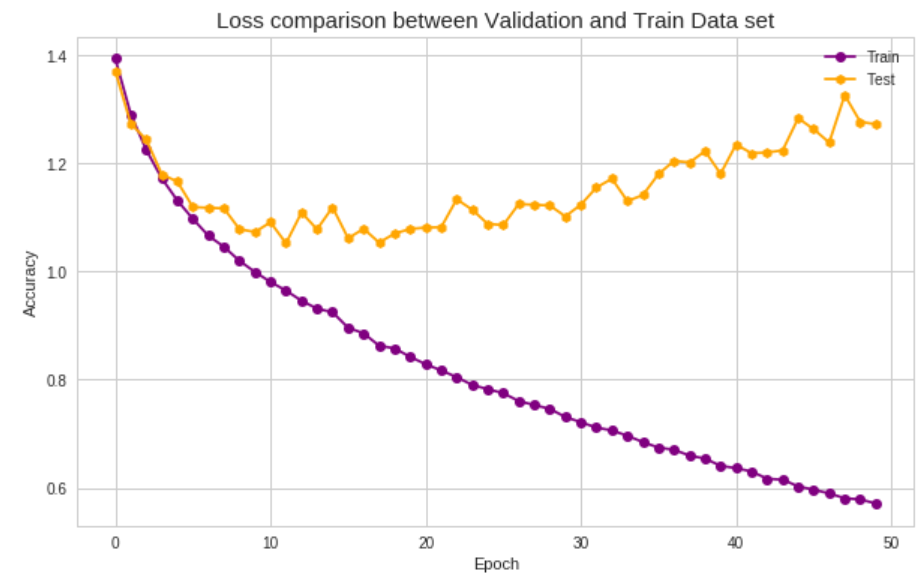 Loss comparison between Validation and Train Data set
Train
Test
1.4
1.2
1.0
0.8
0.6
Accuracy
0
10
20
30
40
50
Epoch